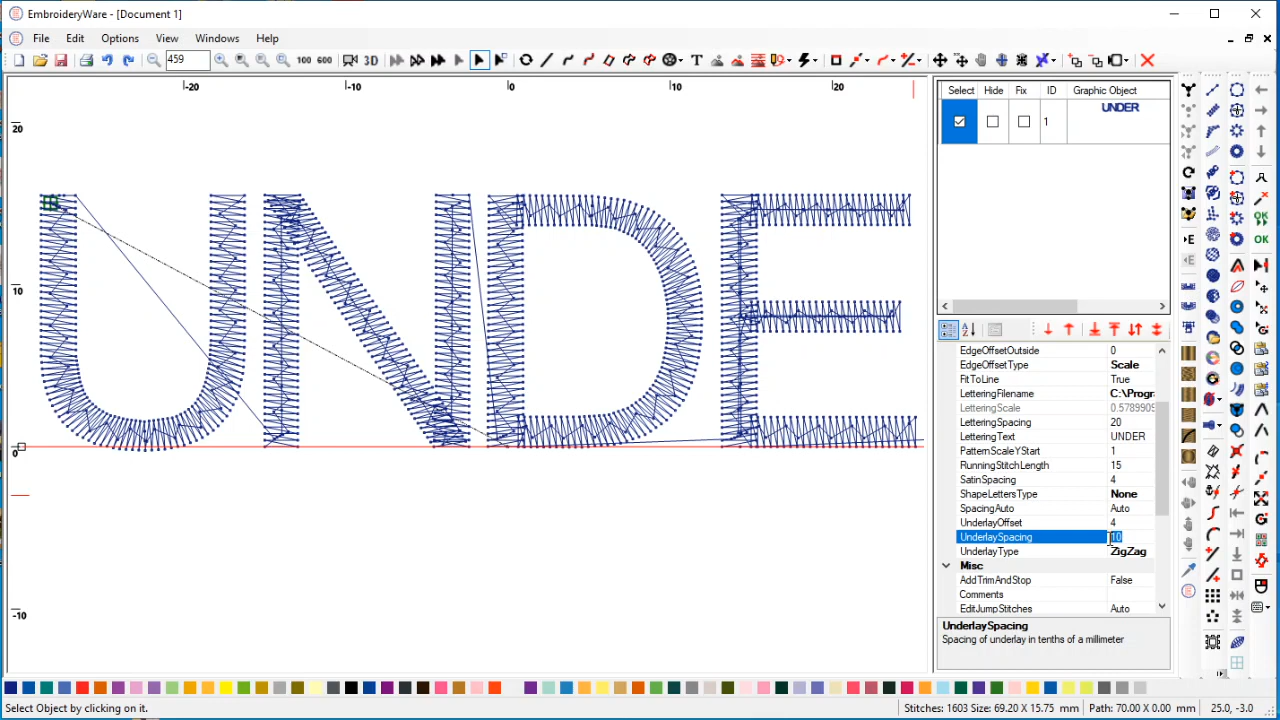 EmbroideryWare - [Document 1]
File Edit Options View Windows Help
459 100 600 3D T
-20 -10 0 10 20
20
10
0
-10
UNDE
Select Hide Fix ID Graphic Object
1 UNDER
EdgeOffsetOutside 0
EdgeOffsetType Scale
FitToLine True
LetteringFilename C:\Progr
LetteringScale 0.5789909
LetteringSpacing 20
LetteringText UNDER
PatternScaleYStart 1
RunningStitchLength 15
SatinSpacing 4
ShapeLettersType None
SpacingAuto Auto
UnderlayOffset 4
UnderlaySpacing 10
UnderlayType ZigZag
Misc
AddTrimAndStop False
Comments
EditJumpStitches Auto
UnderlaySpacing
Spacing of underlay in tenths of a millimeter
E
E
OK
OK
Select Object by clicking on it. Stitches: 1603 Size: 69.20 X 15.75 mm Path: 70.00 X 0.00 mm 25.0, -3.0